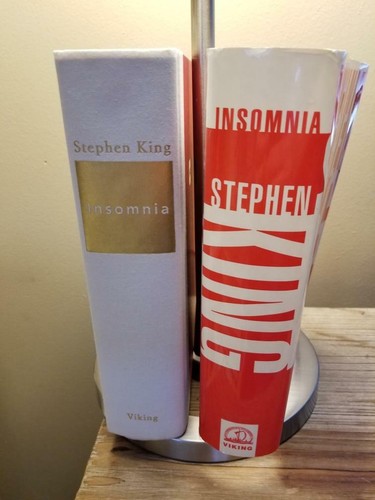 Stephen King
insomnia
Viking
INSOMNIA
STEPHEN
KING
VIKING